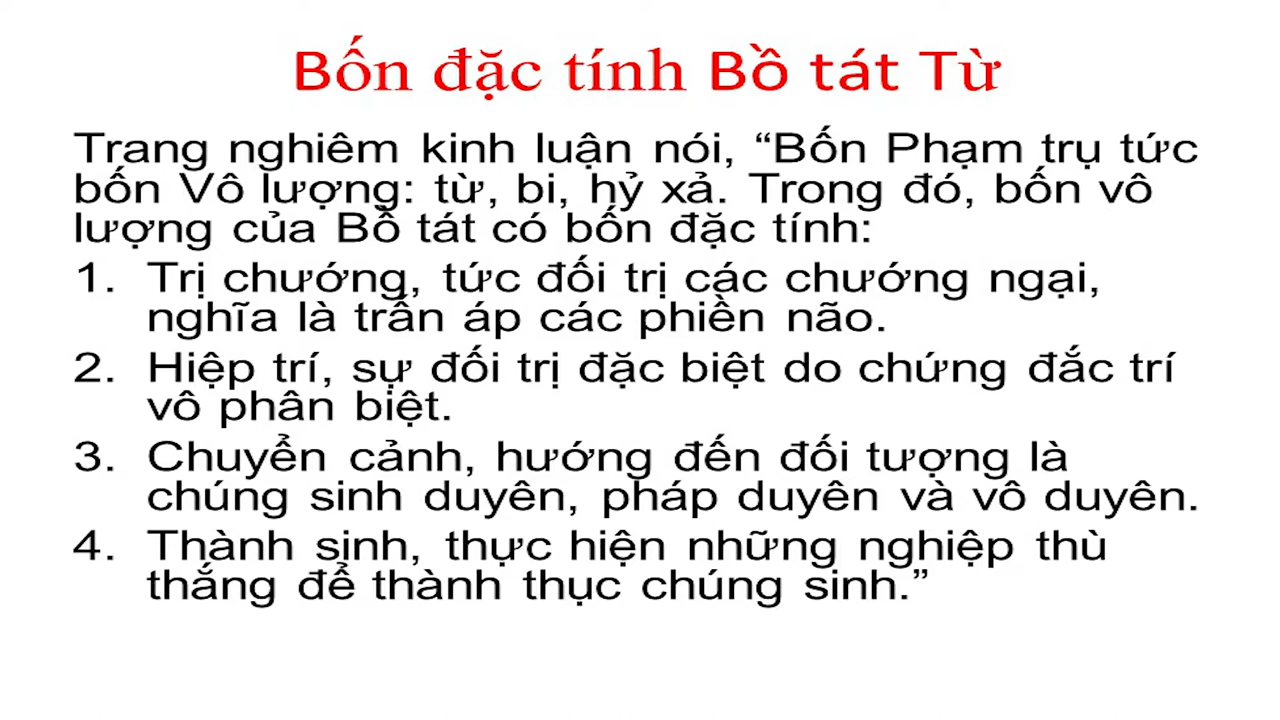 Bốn đặc tính Bồ tát Từ
Trang nghiêm kinh luận nói, “Bốn Phạm trụ tức
bốn Vô lượng: từ, bi, hỷ xả. Trong đó, bốn vô
lượng của Bồ tát có bốn đặc tính:
1. Trị chướng, tức đối trị các chướng ngại,
nghĩa là trấn áp các phiền não.
2. Hiệp trí, sự đối trị đặc biệt do chứng đắc trí
vô phân biệt.
3. Chuyển cảnh, hướng đến đối tượng là
chúng sinh duyên, pháp duyên và vô duyên.
4. Thành sinh, thực hiện những nghiệp thù
thắng để thành thục chúng sinh.”